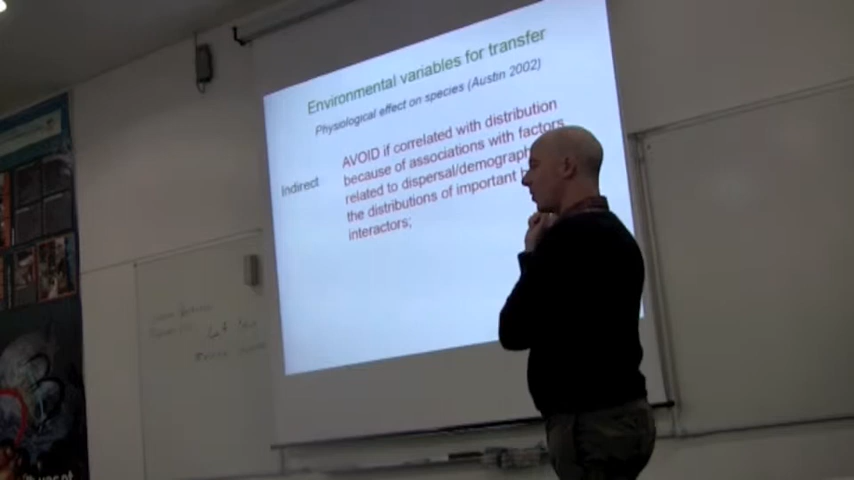 Environmental variables for transfer
Physiological effect on species (Austin 2002)
Indirect
AVOID if correlated with distribution
because of associations with factors
related to dispersal/demography
the distributions of important
interactors;